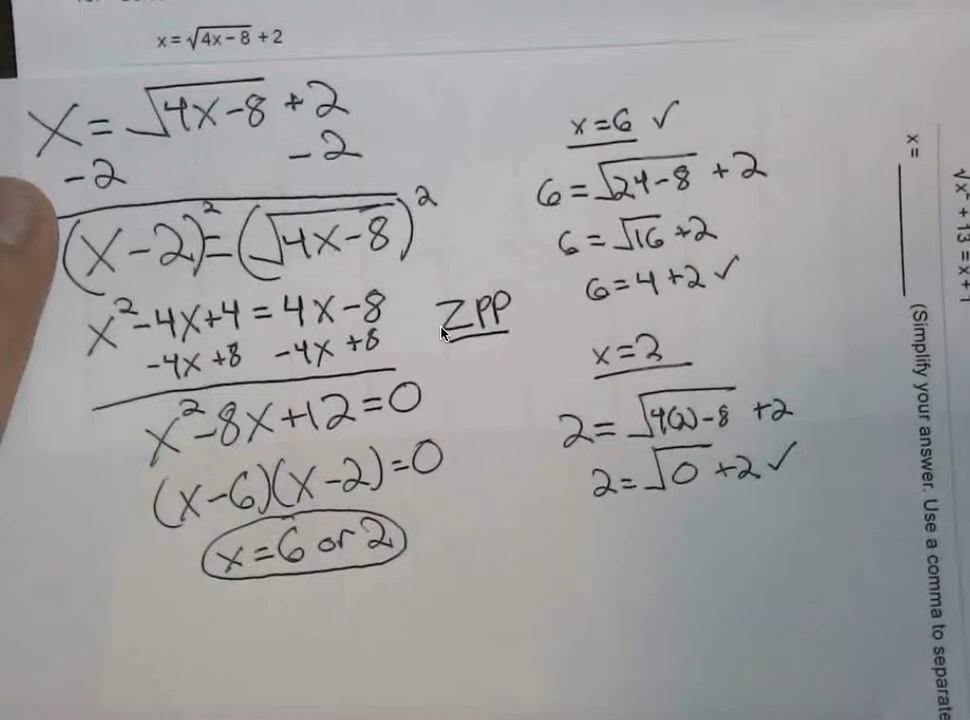 x = √4x − 8 + 2
x = √4x−8 + 2
−2 −2
(x−2)² = (√4x−8)²
x²−4x+4 = 4x−8
−4x +8 −4x +8
x²−8x+12=0
(x−6)(x−2)=0
x=6 or 2
ZPP
x=6 ✓
6=√24−8 +2
6=√16 +2
6=4+2 ✓
x=2
2=√4(2)−8 +2
2=√0 +2 ✓
x =
(Simplify your answer. Use a comma to separate